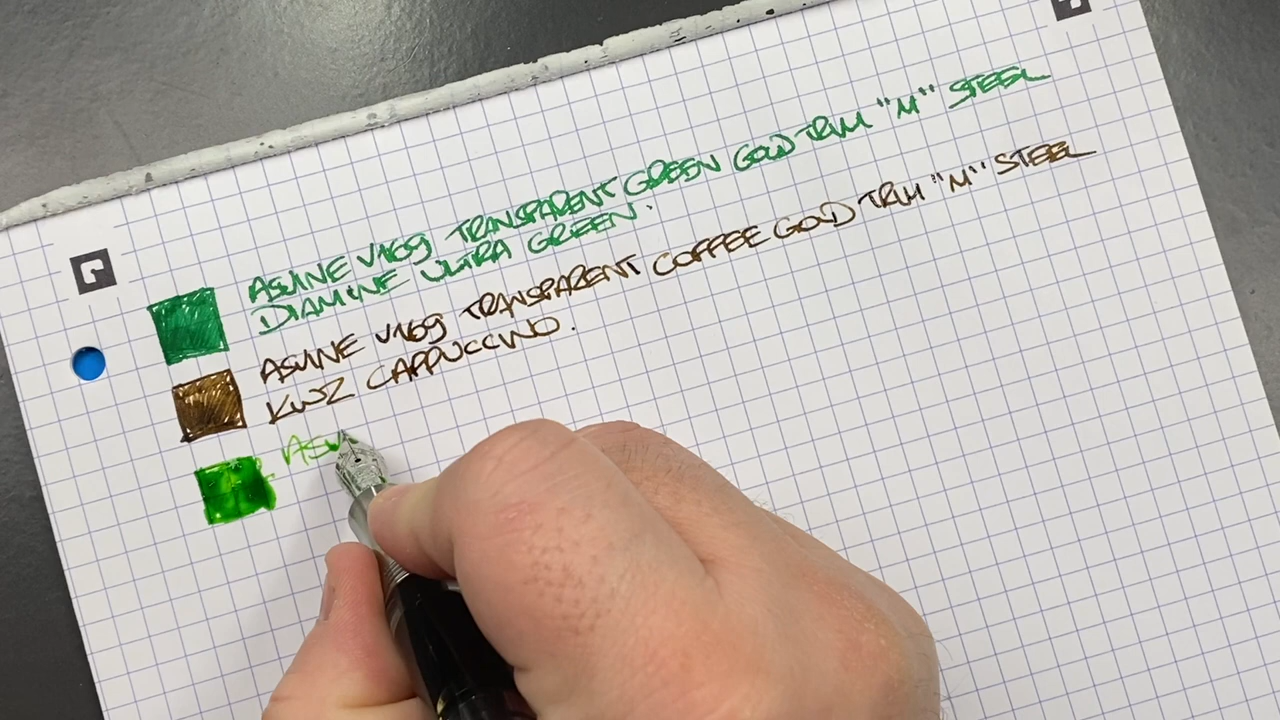 ASVINE V169 TRANSPARENT GREEN GOLD TRIM "M" STEEL
DIAMINE ULTRA GREEN.
ASVINE V169 TRANSPARENT COFFEE GOLD TRIM "M" STEEL
KWZ CAPPUCCINO.
ASV